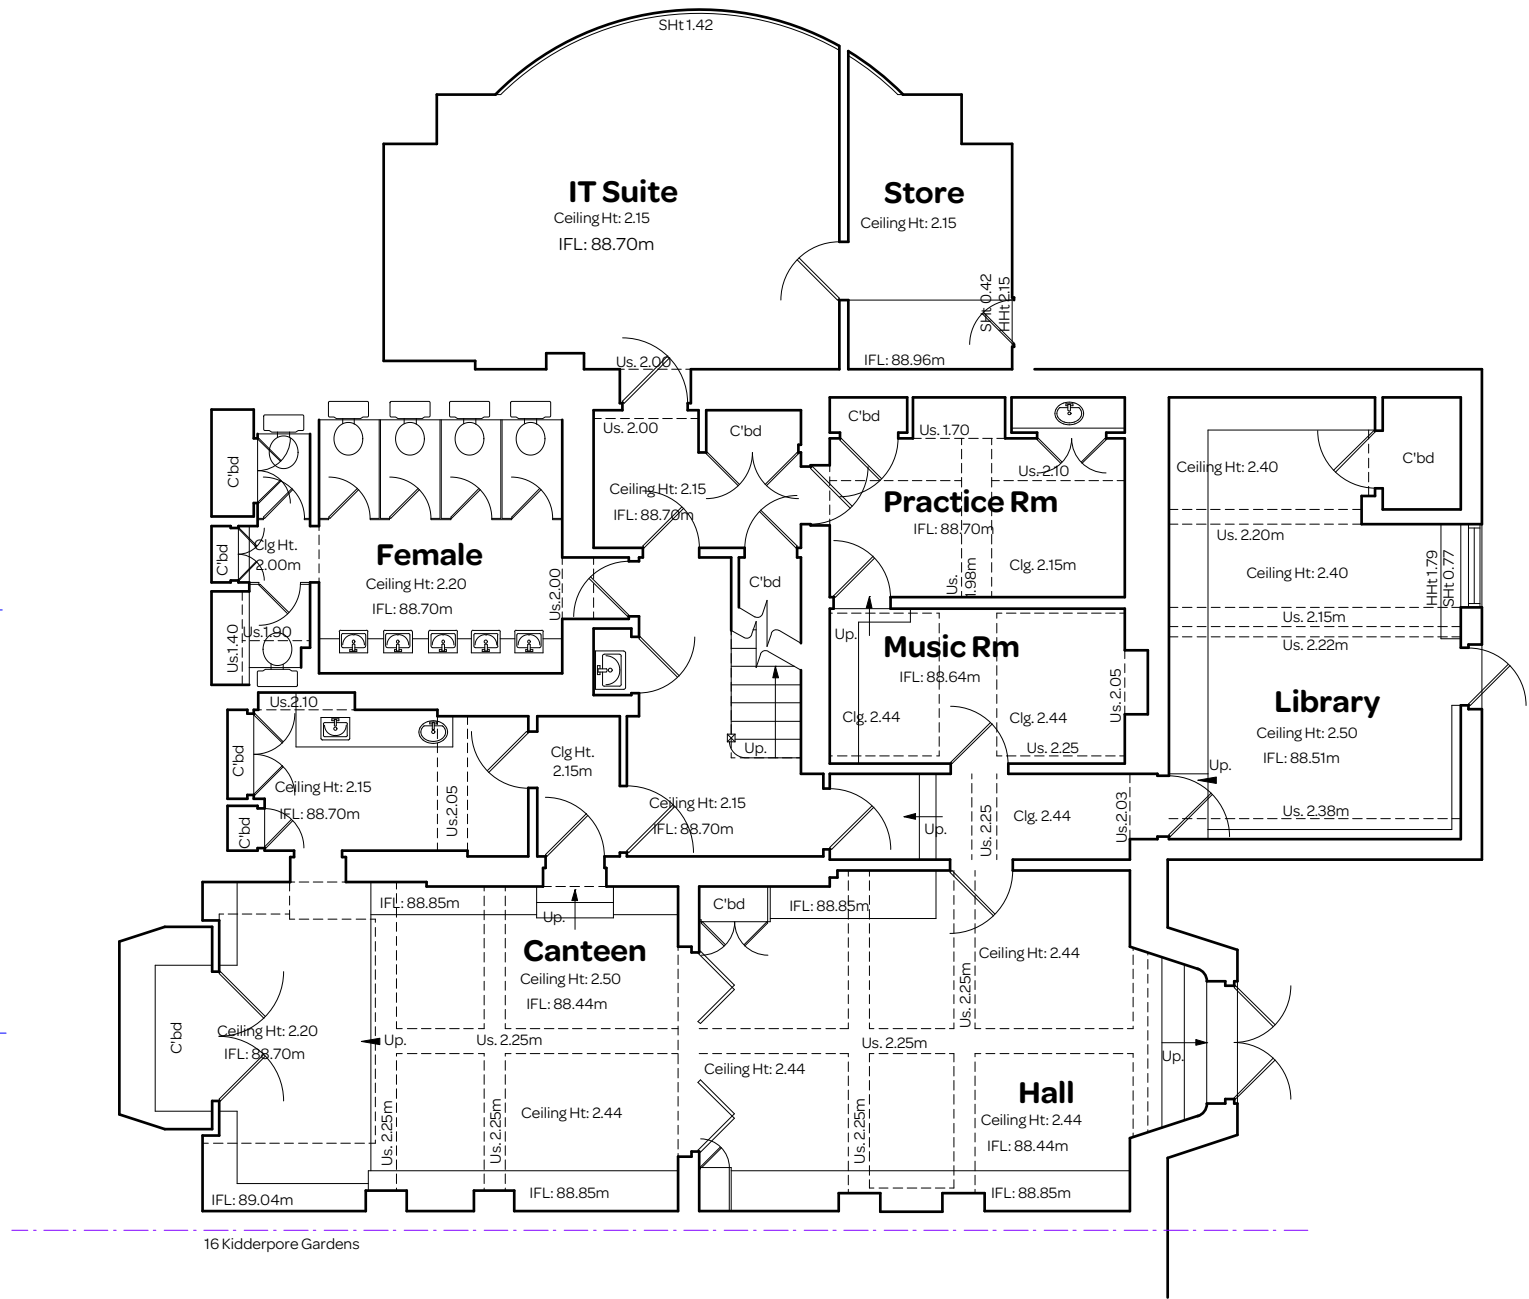 SHt 1.42
IT Suite
Ceiling Ht: 2.15
IFL: 88.70m
Store
Ceiling Ht: 2.15
SHt 0.42
HHt 2.15
IFL: 88.96m
Us. 2.00
Us. 2.00
C'bd
C'bd
Us. 1.70
Us. 2.10
C'bd
Ceiling Ht: 2.40
C'bd
Ceiling Ht: 2.15
IFL: 88.70m
Practice Rm
IFL: 88.70m
Clg. 2.15m
Us.
1.98m
Us. 2.20m
Ceiling Ht: 2.40
HHt 1.79
SHt 0.77
Us. 2.15m
Us. 2.22m
C'bd
Clg Ht.
2.00m
Female
Ceiling Ht: 2.20
IFL: 88.70m
Us.2.00
C'bd
Us.1.40
Us.1.90
Up.
Music Rm
IFL: 88.64m
Clg. 2.44
Clg. 2.44
Us. 2.05
Us. 2.25
Library
Ceiling Ht: 2.50
IFL: 88.51m
Up.
Us. 2.38m
Us.2.10
C'bd
Ceiling Ht: 2.15
IFL: 88.70m
C'bd
Us.2.05
Clg Ht.
2.15m
Up.
Ceiling Ht: 2.15
IFL: 88.70m
Up.
Us. 2.25
Clg. 2.44
Us.2.03
IFL: 88.85m
Up.
C'bd
IFL: 88.85m
Canteen
Ceiling Ht: 2.50
IFL: 88.44m
Ceiling Ht: 2.44
Us. 2.25m
C'bd
Ceiling Ht: 2.20
IFL: 88.70m
Up.
Us. 2.25m
Us. 2.25m
Up.
Ceiling Ht: 2.44
Hall
Ceiling Ht: 2.44
IFL: 88.44m
Ceiling Ht: 2.44
Us. 2.25m
Us. 2.25m
Us. 2.25m
IFL: 89.04m
IFL: 88.85m
IFL: 88.85m
16 Kidderpore Gardens